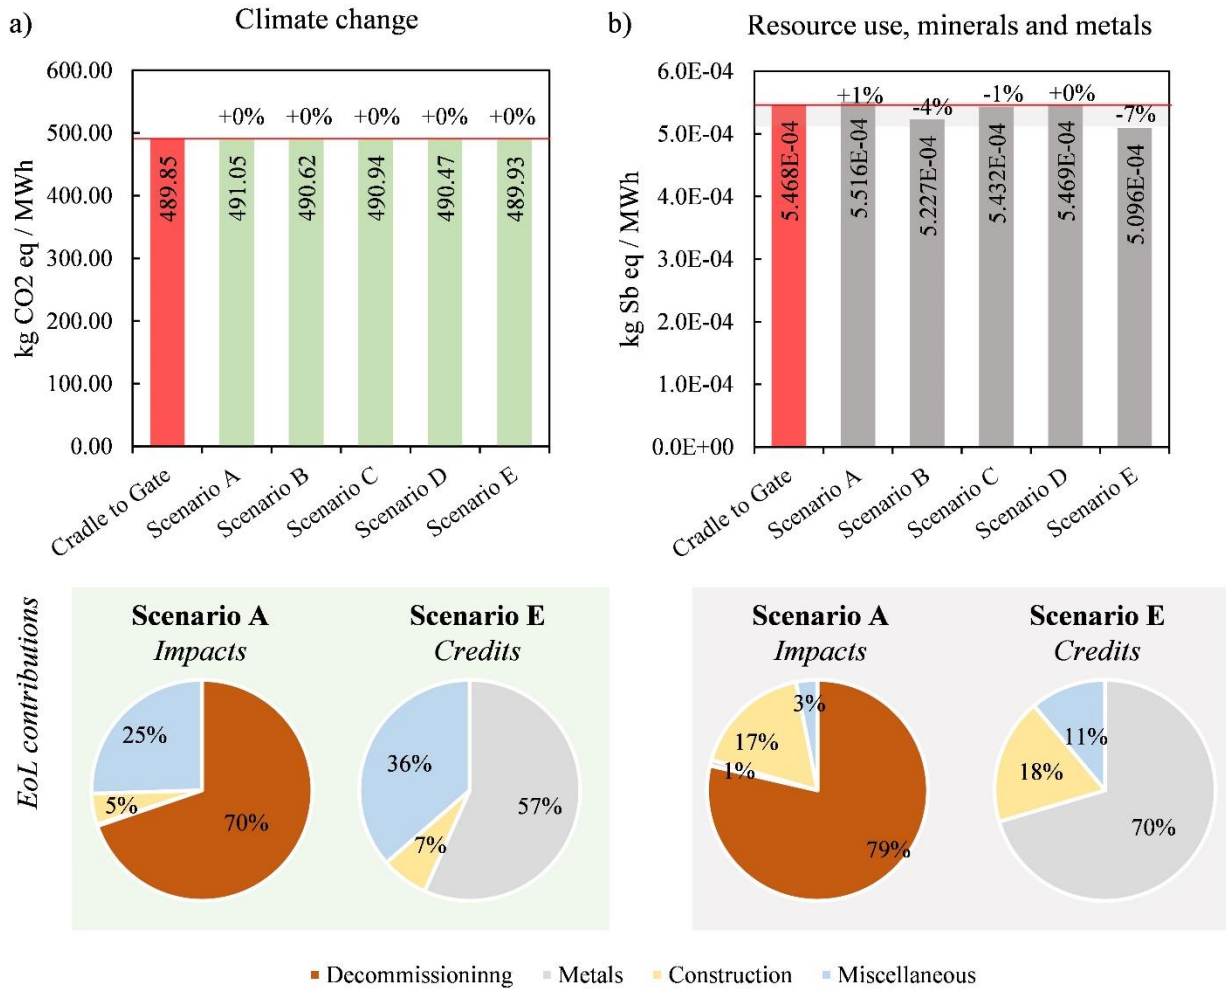 a)
Climate change
600.00
500.00
400.00
300.00
200.00
100.00
0.00
kg CO2 eq / MWh
+0% +0% +0% +0% +0%
489.85
491.05
490.62
490.94
490.47
489.93
Cradle to Gate
Scenario A
Scenario B
Scenario C
Scenario D
Scenario E
b)
Resource use, minerals and metals
6.0E-04
5.0E-04
4.0E-04
3.0E-04
2.0E-04
1.0E-04
0.0E+00
kg Sb eq / MWh
+1% -4% -1% +0% -7%
5.468E-04
5.516E-04
5.227E-04
5.432E-04
5.469E-04
5.096E-04
Cradle to Gate
Scenario A
Scenario B
Scenario C
Scenario D
Scenario E
EoL contributions
Scenario A
Impacts
25%
5%
70%
Scenario E
Credits
36%
57%
7%
Scenario A
Impacts
3%
17%
1%
79%
Scenario E
Credits
11%
18%
70%
Decommissioninng Metals Construction Miscellaneous